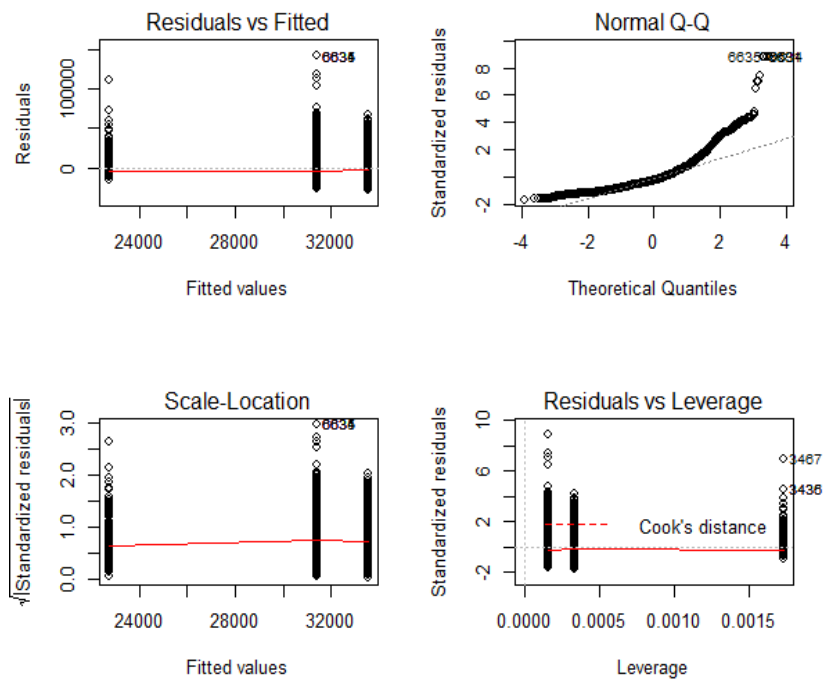 Residuals vs Fitted
Residuals
100000
0
6635
24000 28000 32000
Fitted values
Normal Q-Q
Standardized residuals
8
6
4
2
-2
6635
-4 -2 0 2 4
Theoretical Quantiles
Scale-Location
√|Standardized residuals|
3.0
2.0
1.0
0.0
24000 28000 32000
Fitted values
Residuals vs Leverage
Standardized residuals
10
6
2
-2
3467
Cook's distance
0.0000 0.0005 0.0010 0.0015
Leverage